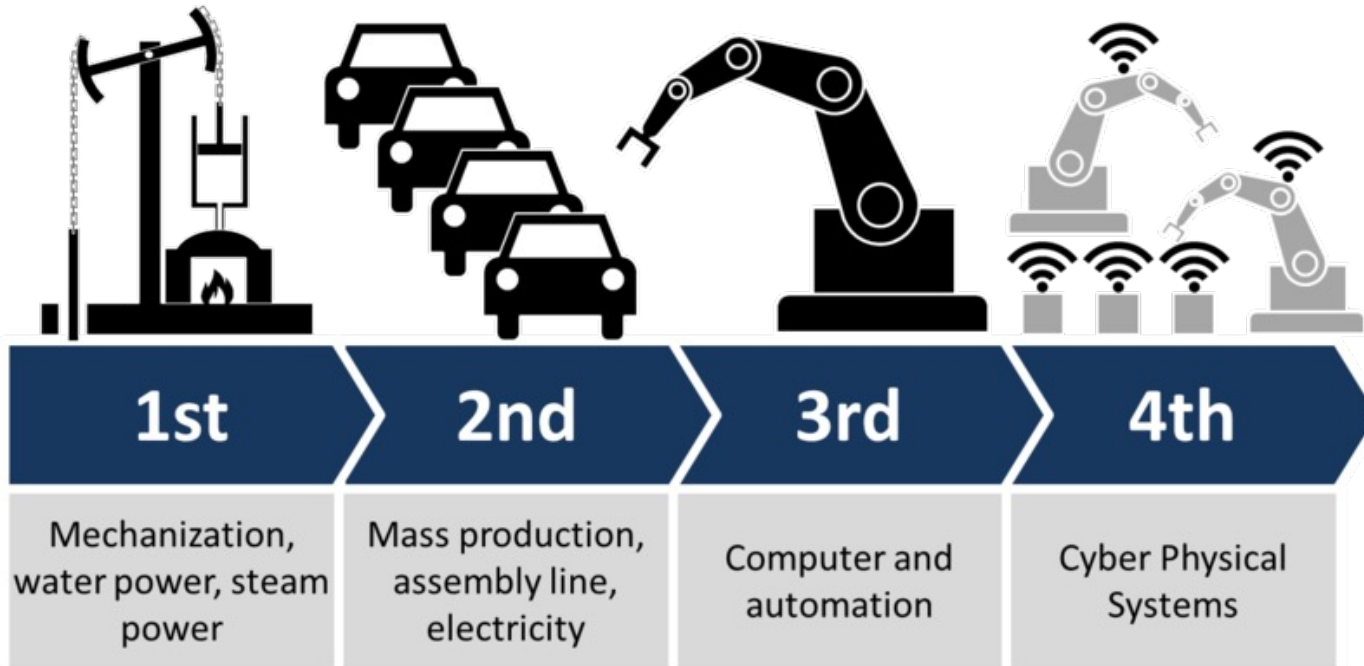 1st
2nd
3rd
4th
Mechanization,
water power, steam
power
Mass production,
assembly line,
electricity
Computer and
automation
Cyber Physical
Systems